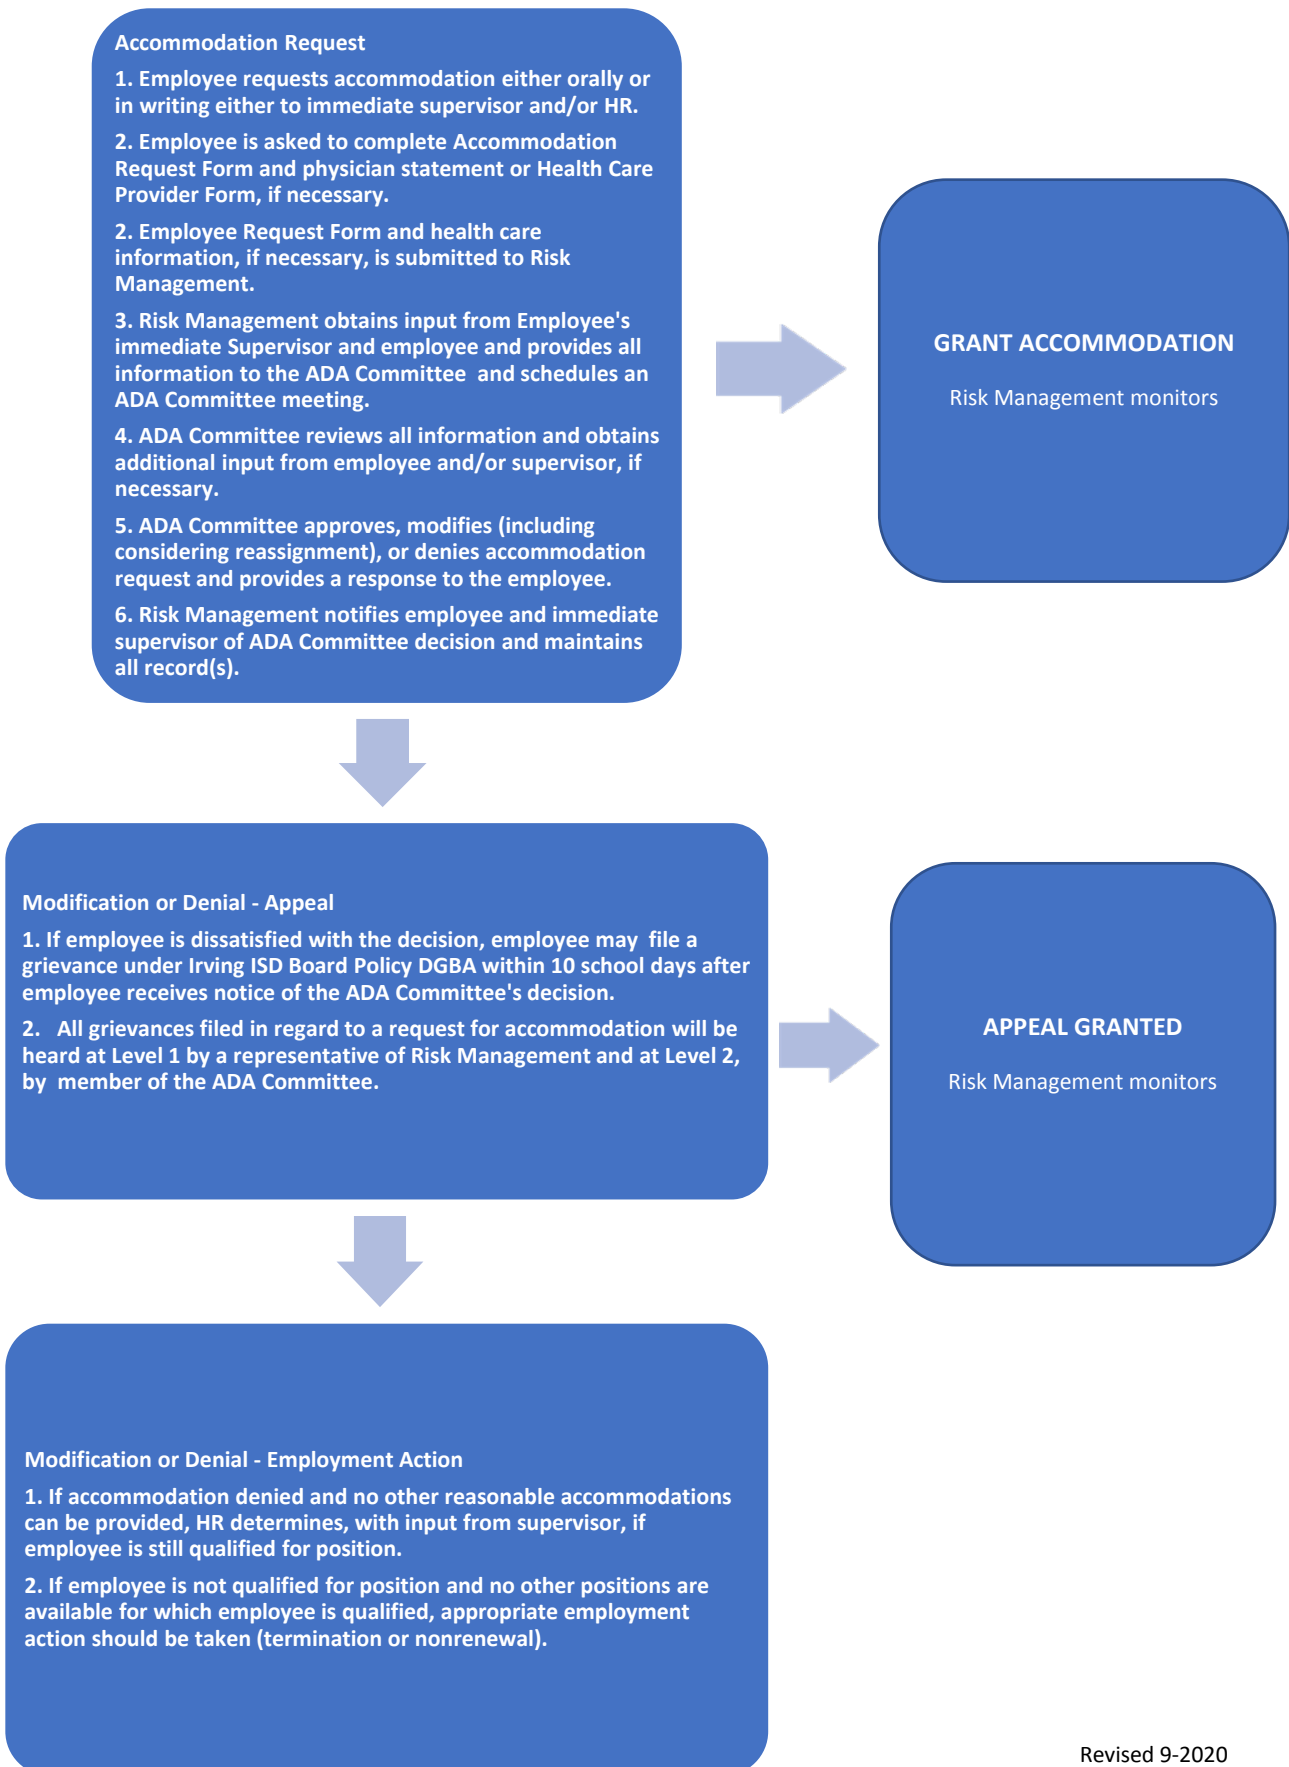 Accommodation Request
1. Employee requests accommodation either orally or
in writing either to immediate supervisor and/or HR.
2. Employee is asked to complete Accommodation
Request Form and physician statement or Health Care
Provider Form, if necessary.
2. Employee Request Form and health care
information, if necessary, is submitted to Risk
Management.
3. Risk Management obtains input from Employee's
immediate Supervisor and employee and provides all
information to the ADA Committee  and schedules an
ADA Committee meeting.
4. ADA Committee reviews all information and obtains
additional input from employee and/or supervisor, if
necessary.
5. ADA Committee approves, modifies (including
considering reassignment), or denies accommodation
request and provides a response to the employee.
6. Risk Management notifies employee and immediate
supervisor of ADA Committee decision and maintains
all record(s).
GRANT ACCOMMODATION
Risk Management monitors
Modification or Denial - Appeal
1. If employee is dissatisfied with the decision, employee may  file a
grievance under Irving ISD Board Policy DGBA within 10 school days after
employee receives notice of the ADA Committee's decision.
2.   All grievances filed in regard to a request for accommodation will be
heard at Level 1 by a representative of Risk Management and at Level 2,
by  member of the ADA Committee.
APPEAL GRANTED
Risk Management monitors
Modification or Denial - Employment Action
1. If accommodation denied and no other reasonable accommodations
can be provided, HR determines, with input from supervisor, if
employee is still qualified for position.
2. If employee is not qualified for position and no other positions are
available for which employee is qualified, appropriate employment
action should be taken (termination or nonrenewal).
Revised 9-2020